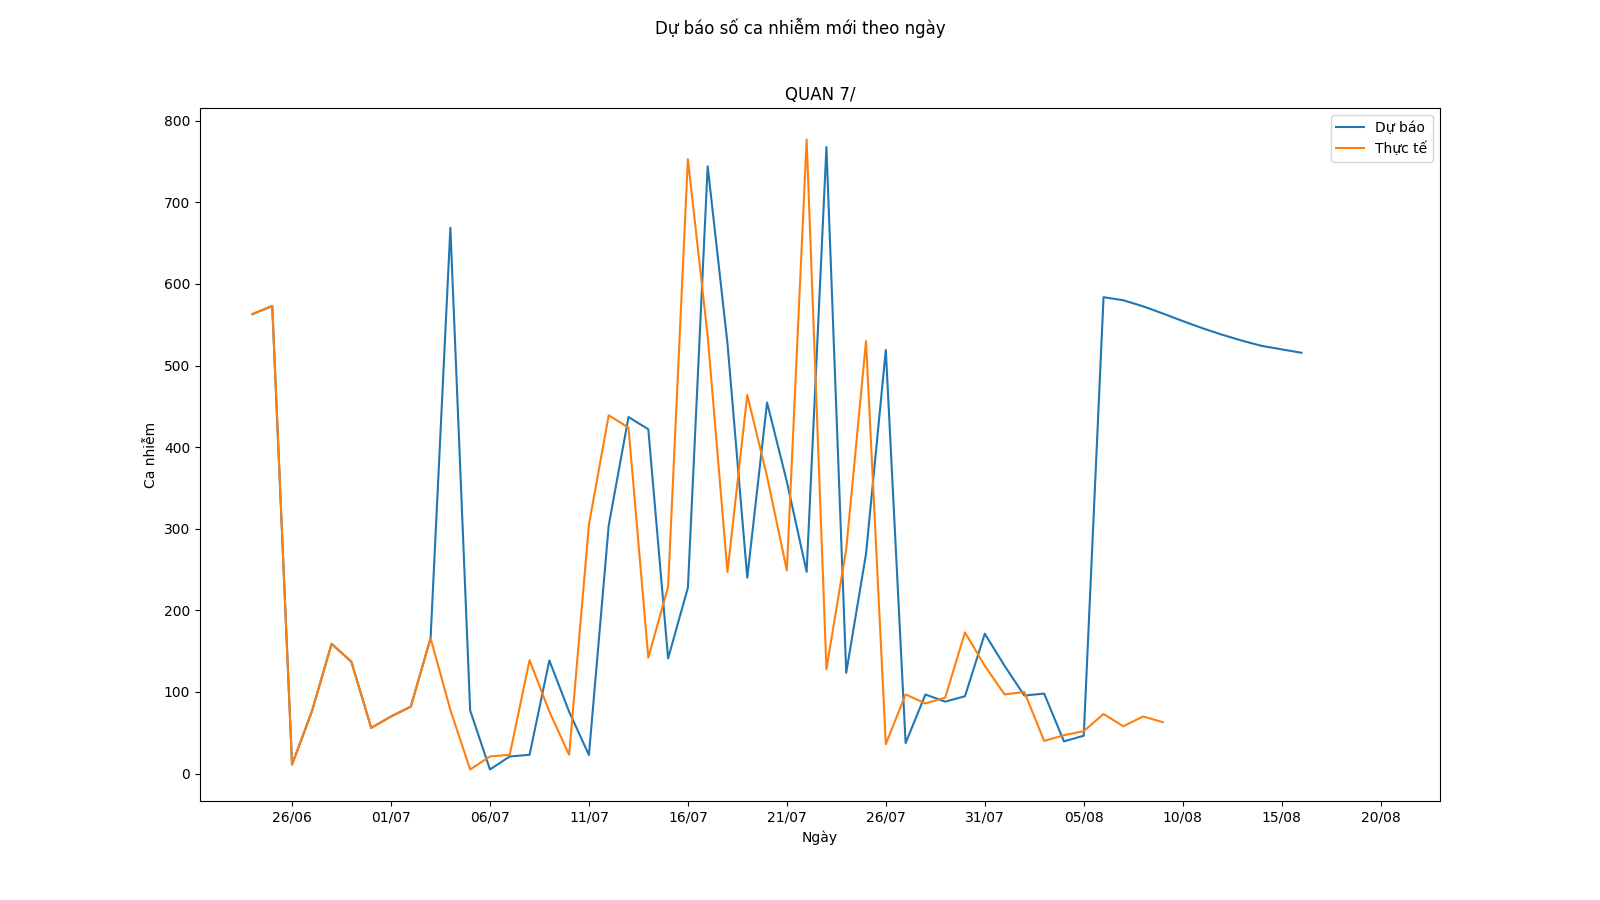 Dự báo số ca nhiễm mới theo ngày
QUAN 7/
Dự báo
Thực tế
Ca nhiễm
800
700
600
500
400
300
200
100
0
26/06 01/07 06/07 11/07 16/07 21/07 26/07 31/07 05/08 10/08 15/08 20/08
Ngày